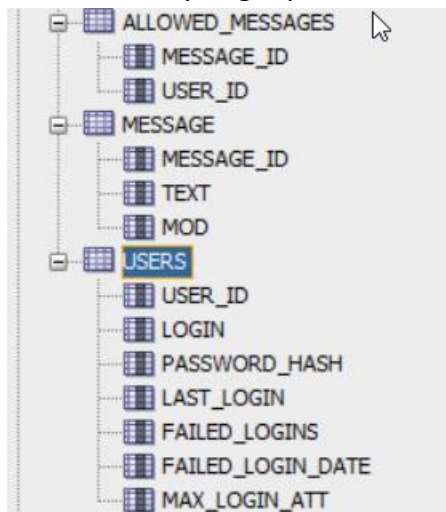 ALLOWED_MESSAGES
MESSAGE_ID
USER_ID
MESSAGE
MESSAGE_ID
TEXT
MOD
USERS
USER_ID
LOGIN
PASSWORD_HASH
LAST_LOGIN
FAILED_LOGINS
FAILED_LOGIN_DATE
MAX_LOGIN_ATT